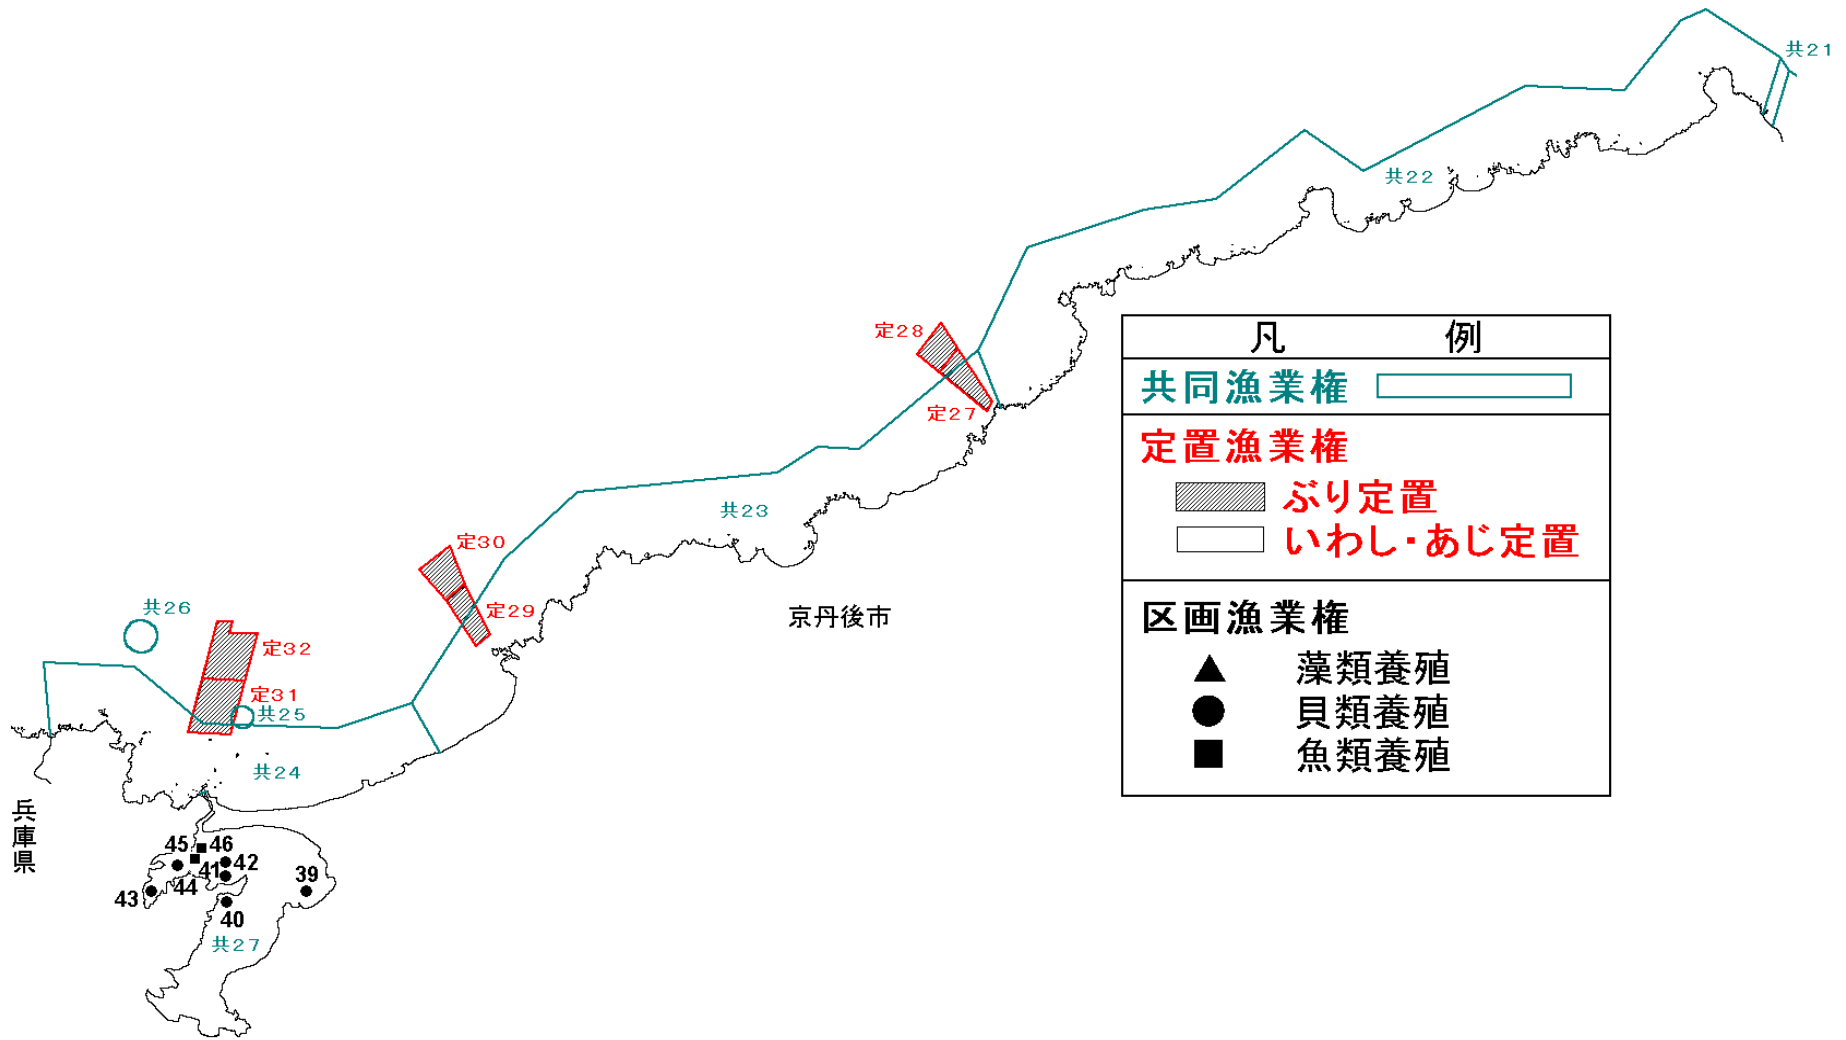 共21
共22
定28
定27
共23
定30
定29
京丹後市
共26
定32
定31
共25
共24
兵庫県
45
46
41
42
39
44
43
40
共27
凡 例
共同漁業権
定置漁業権
ぶり定置
いわし・あじ定置
区画漁業権
藻類養殖
貝類養殖
魚類養殖